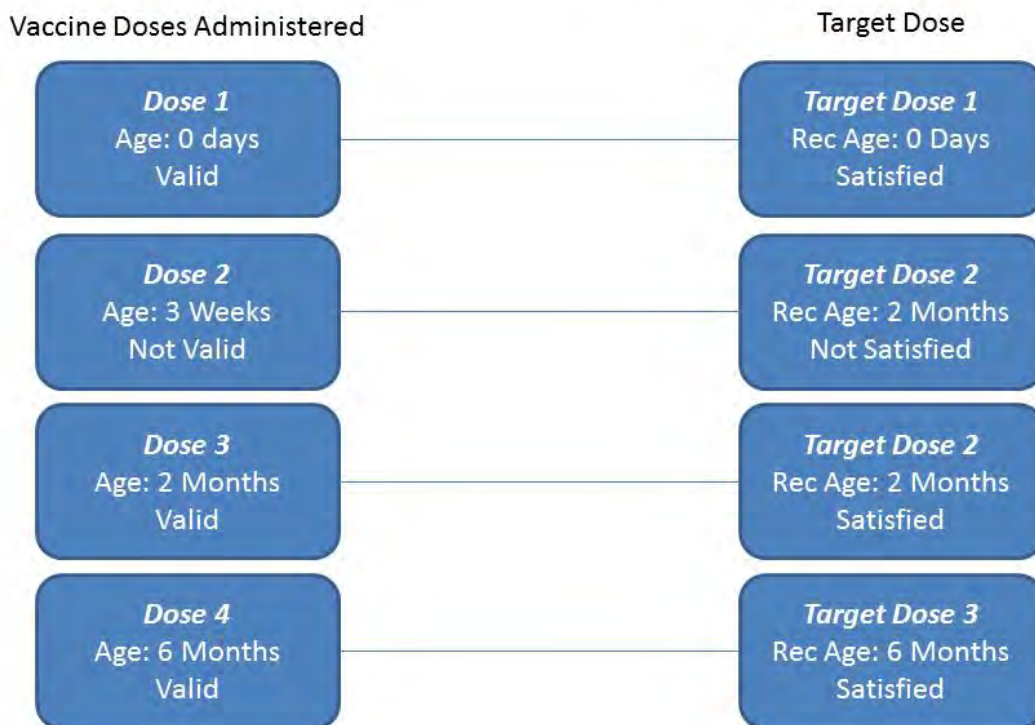 Vaccine Doses Administered
Target Dose
Dose 1
Age: 0 days
Valid
Target Dose 1
Rec Age: 0 Days
Satisfied
Dose 2
Age: 3 Weeks
Not Valid
Target Dose 2
Rec Age: 2 Months
Not Satisfied
Dose 3
Age: 2 Months
Valid
Target Dose 2
Rec Age: 2 Months
Satisfied
Dose 4
Age: 6 Months
Valid
Target Dose 3
Rec Age: 6 Months
Satisfied